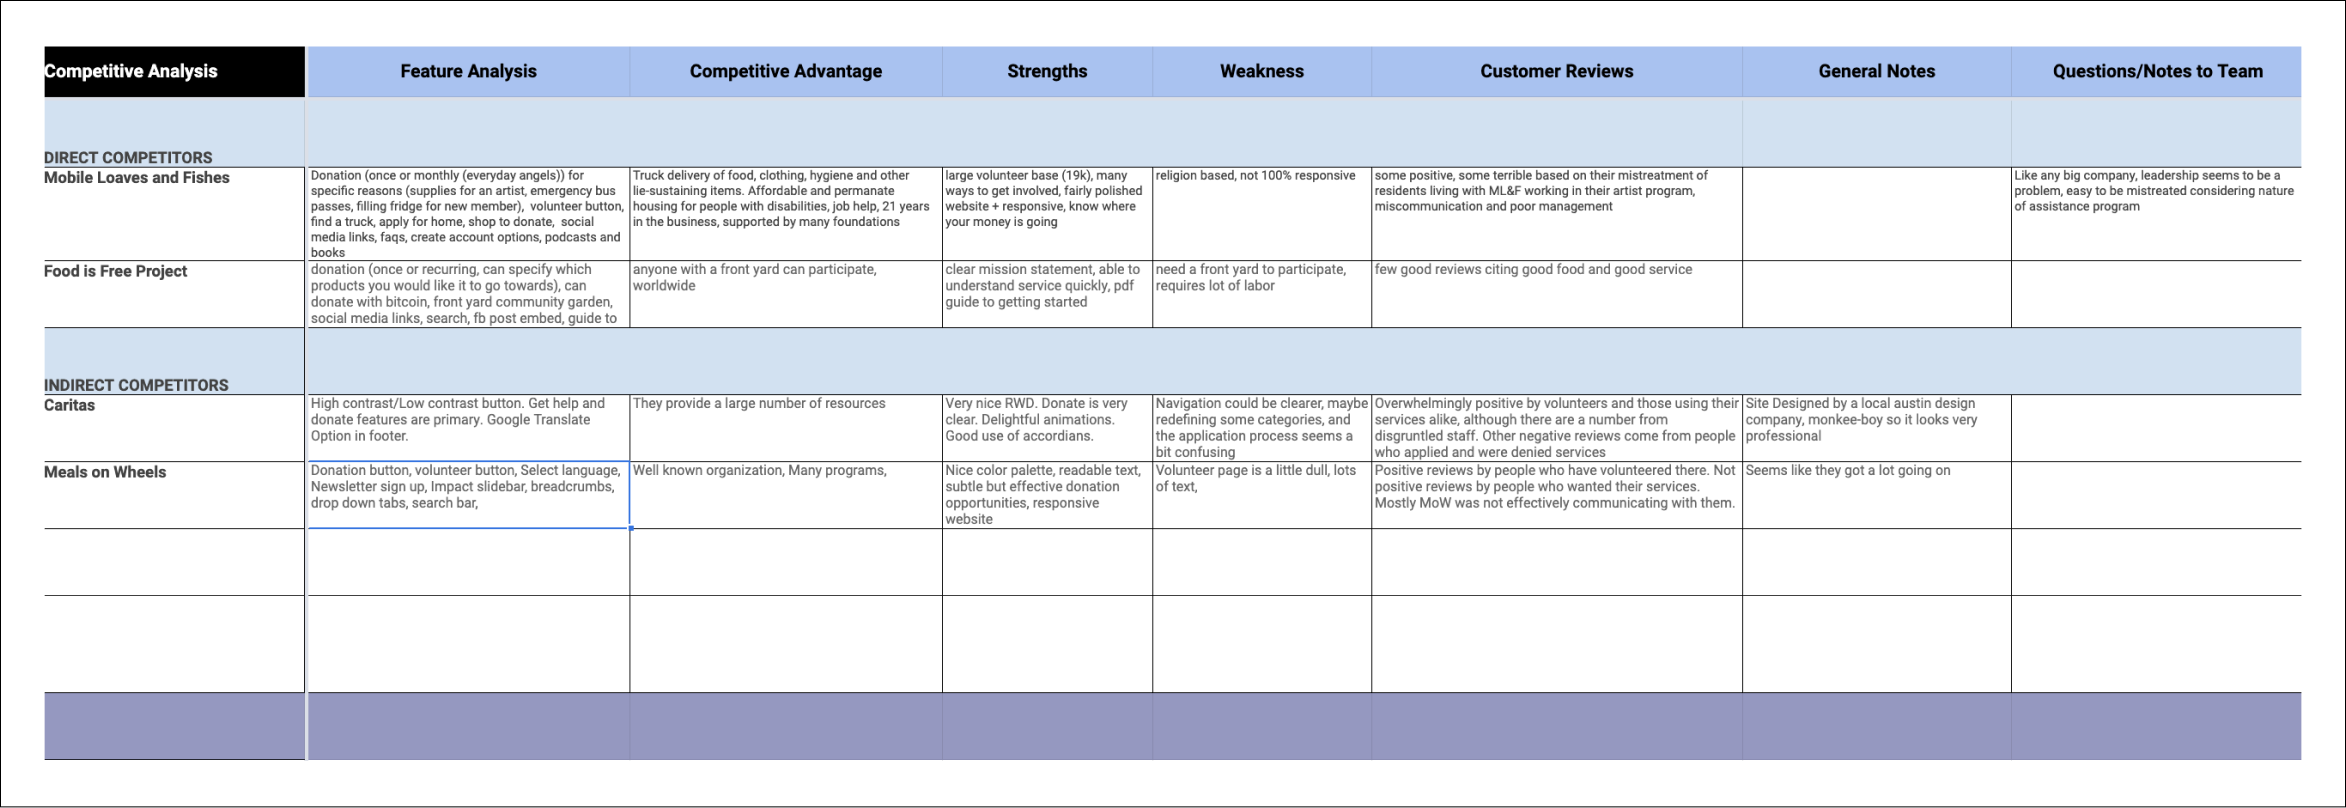 Competitive Analysis
Feature Analysis
Competitive Advantage
Strengths
Weakness
Customer Reviews
General Notes
Questions/Notes to Team
DIRECT COMPETITORS
Mobile Loaves and Fishes
Donation (once or monthly (everyday angels)) for
specific reasons (supplies for an artist, emergency bus
passes, filling fridge for new member),  volunteer button,
find a truck, apply for home, shop to donate,  social
media links, faqs, create account options, podcasts and
books
Truck delivery of food, clothing, hygiene and other
lie-sustaining items. Affordable and permanate
housing for people with disabilities, job help, 21 years
in the business, supported by many foundations
large volunteer base (19k), many
ways to get involved, fairly polished
website + responsive, know where
your money is going
religion based, not 100% responsive
some positive, some terrible based on their mistreatment of
residents living with ML&F working in their artist program,
miscommunication and poor management
Like any big company, leadership seems to be a
problem, easy to be mistreated considering nature
of assistance program
Food is Free Project
donation (once or recurring, can specify which
products you would like it to go towards), can
donate with bitcoin, front yard community garden,
social media links, search, fb post embed, guide to
anyone with a front yard can participate,
worldwide
clear mission statement, able to
understand service quickly, pdf
guide to getting started
need a front yard to participate,
requires lot of labor
few good reviews citing good food and good service
INDIRECT COMPETITORS
Caritas
High contrast/Low contrast button. Get help and
donate features are primary. Google Translate
Option in footer.
They provide a large number of resources
Very nice RWD. Donate is very
clear. Delightful animations.
Good use of accordians.
Navigation could be clearer, maybe
redefining some categories, and
the application process seems a
bit confusing
Overwhelmingly positive by volunteers and those using their
services alike, although there are a number from
disgruntled staff. Other negative reviews come from people
who applied and were denied services
Site Designed by a local austin design
company, monkee-boy so it looks very
professional
Meals on Wheels
Donation button, volunteer button, Select language,
Newsletter sign up, Impact slidebar, breadcrumbs,
drop down tabs, search bar,
Well known organization, Many programs,
Nice color palette, readable text,
subtle but effective donation
opportunities, responsive
website
Volunteer page is a little dull, lots
of text,
Positive reviews by people who have volunteered there. Not
positive reviews by people who wanted their services.
Mostly MoW was not effectively communicating with them.
Seems like they got a lot going on